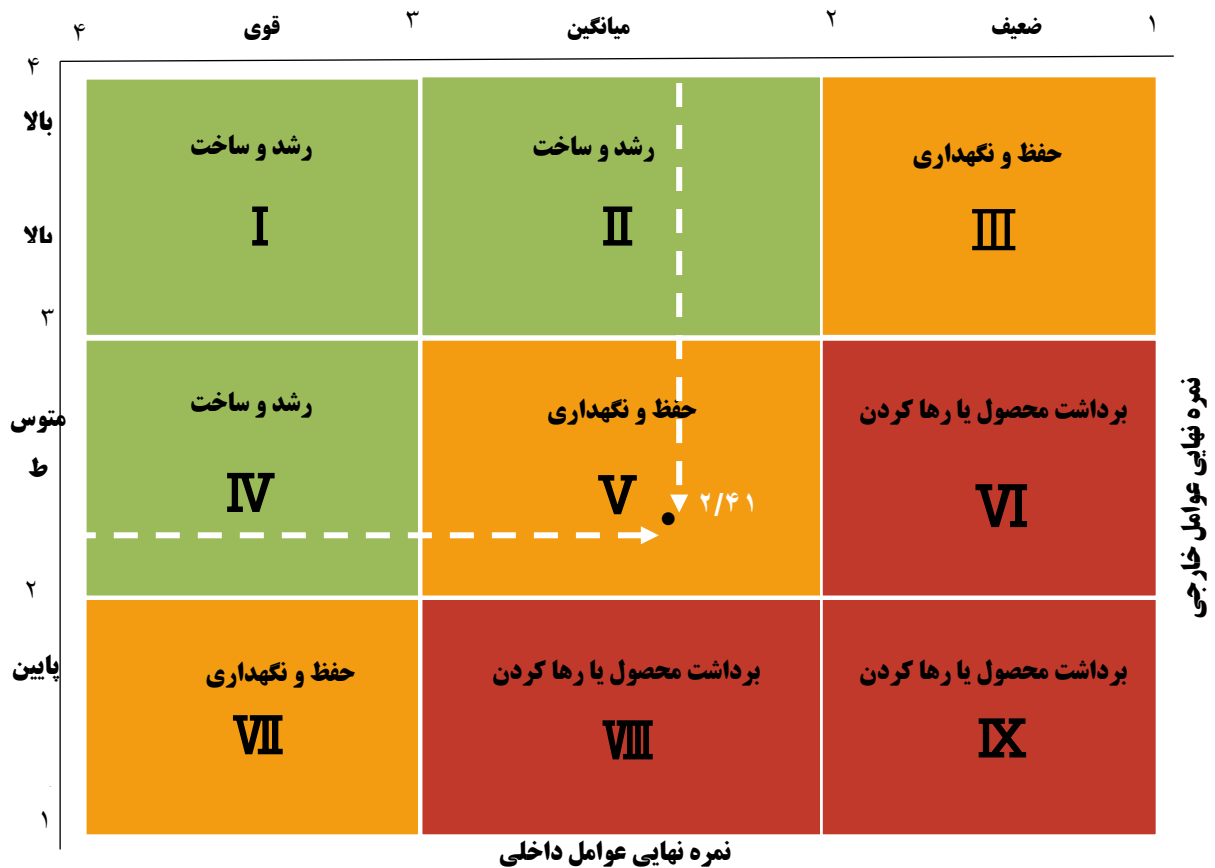 ۴ قوی ۳ میانگین ۲ ضعیف ۱
۴
بالا
بالا
۳
متوس
ط
۲
پایین
۱
رشد و ساخت
I
رشد و ساخت
II
حفظ و نگهداری
III
رشد و ساخت
IV
حفظ و نگهداری
V
۲/۴۱
برداشت محصول یا رها کردن
VI
حفظ و نگهداری
VII
برداشت محصول یا رها کردن
VIII
برداشت محصول یا رها کردن
IX
نمره نهایی عوامل خارجی
نمره نهایی عوامل داخلی